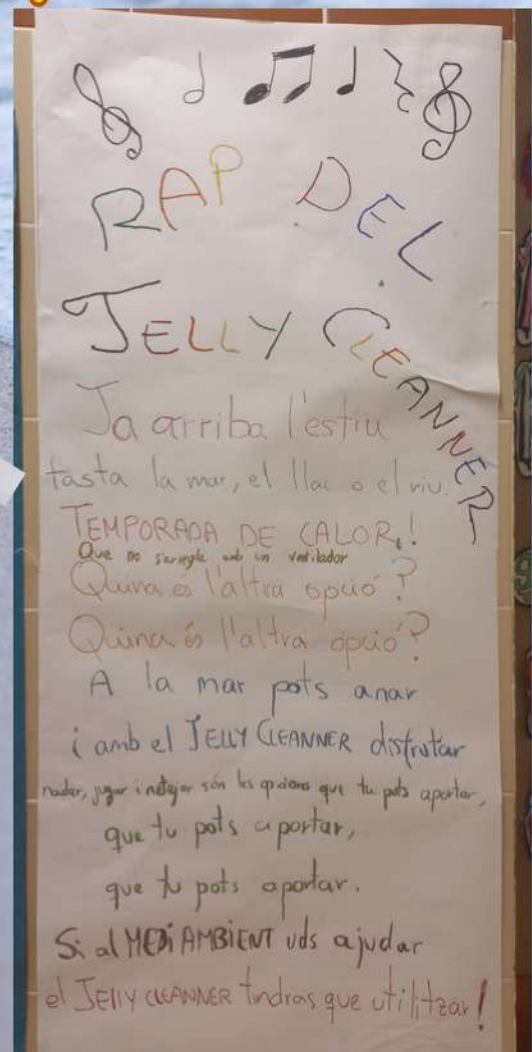 RAP DEL
JELLY CLEANNER
Ja arriba l'estiu
tasta la mar, el llac o el riu.
TEMPORADA DE CALOR,!
Que no s'arregla amb un ventilador
Quina és l'altra opció?
Quina és l'altra opció?
A la mar pots anar
i amb el JELLY CLEANNER disfrutar
nadar, jugar i netejar són les opcions que tu pots aportar,
que tu pots aportar,
que tu pots aportar.
Si al MEDI AMBIENT vols ajudar
el JELLY CLEANNER tindras que utilitzar!